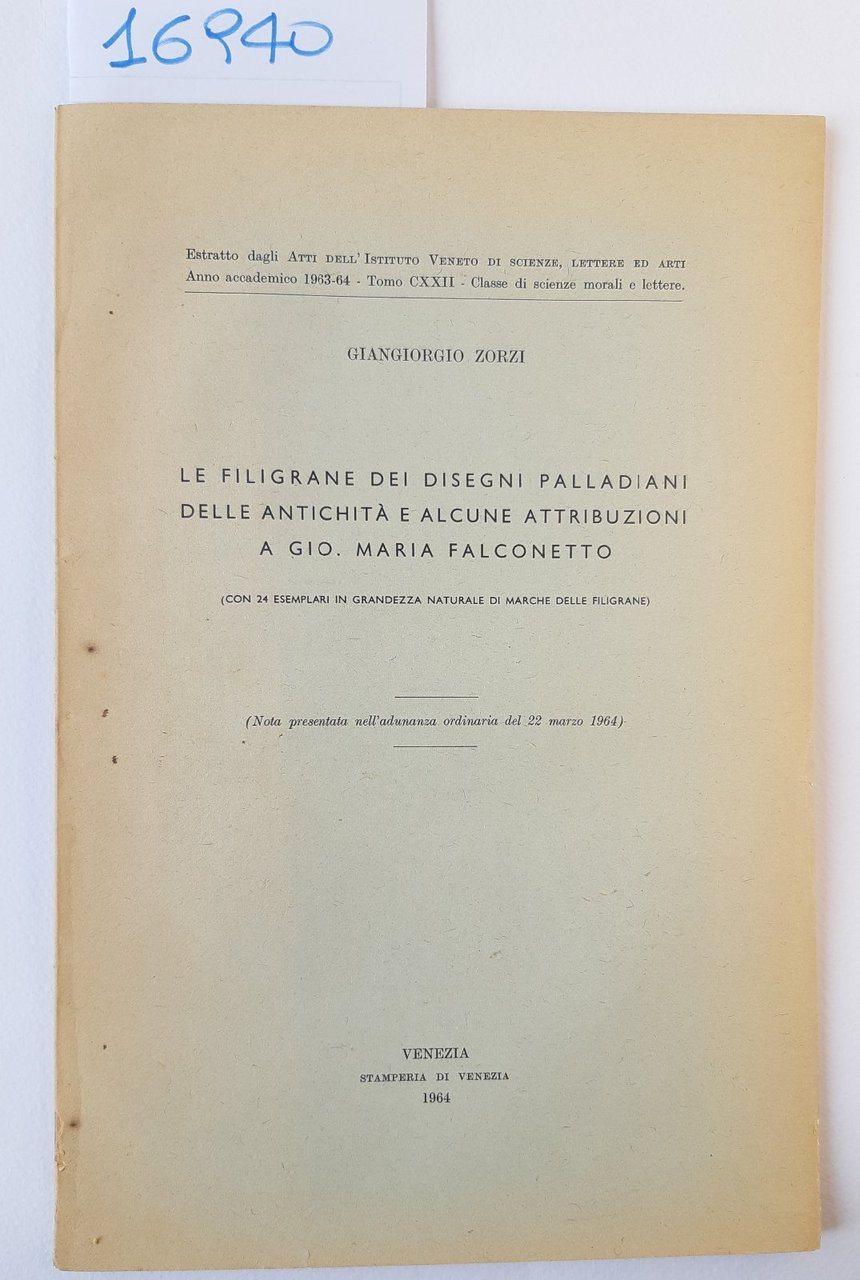 16940
Estratto dagli ATTI DELL'ISTITUTO VENETO DI SCIENZE, LETTERE ED ARTI
Anno accademico 1963-64 - Tomo CXXII - Classe di scienze morali e lettere.
GIANGIORGIO ZORZI
LE FILIGRANE DEI DISEGNI PALLADIANI
DELLE ANTICHITÀ E ALCUNE ATTRIBUZIONI
A GIO. MARIA FALCONETTO
(CON 24 ESEMPLARI IN GRANDEZZA NATURALE DI MARCHE DELLE FILIGRANE)
(Nota presentata nell'adunanza ordinaria del 22 marzo 1964)
VENEZIA
STAMPERIA DI VENEZIA
1964